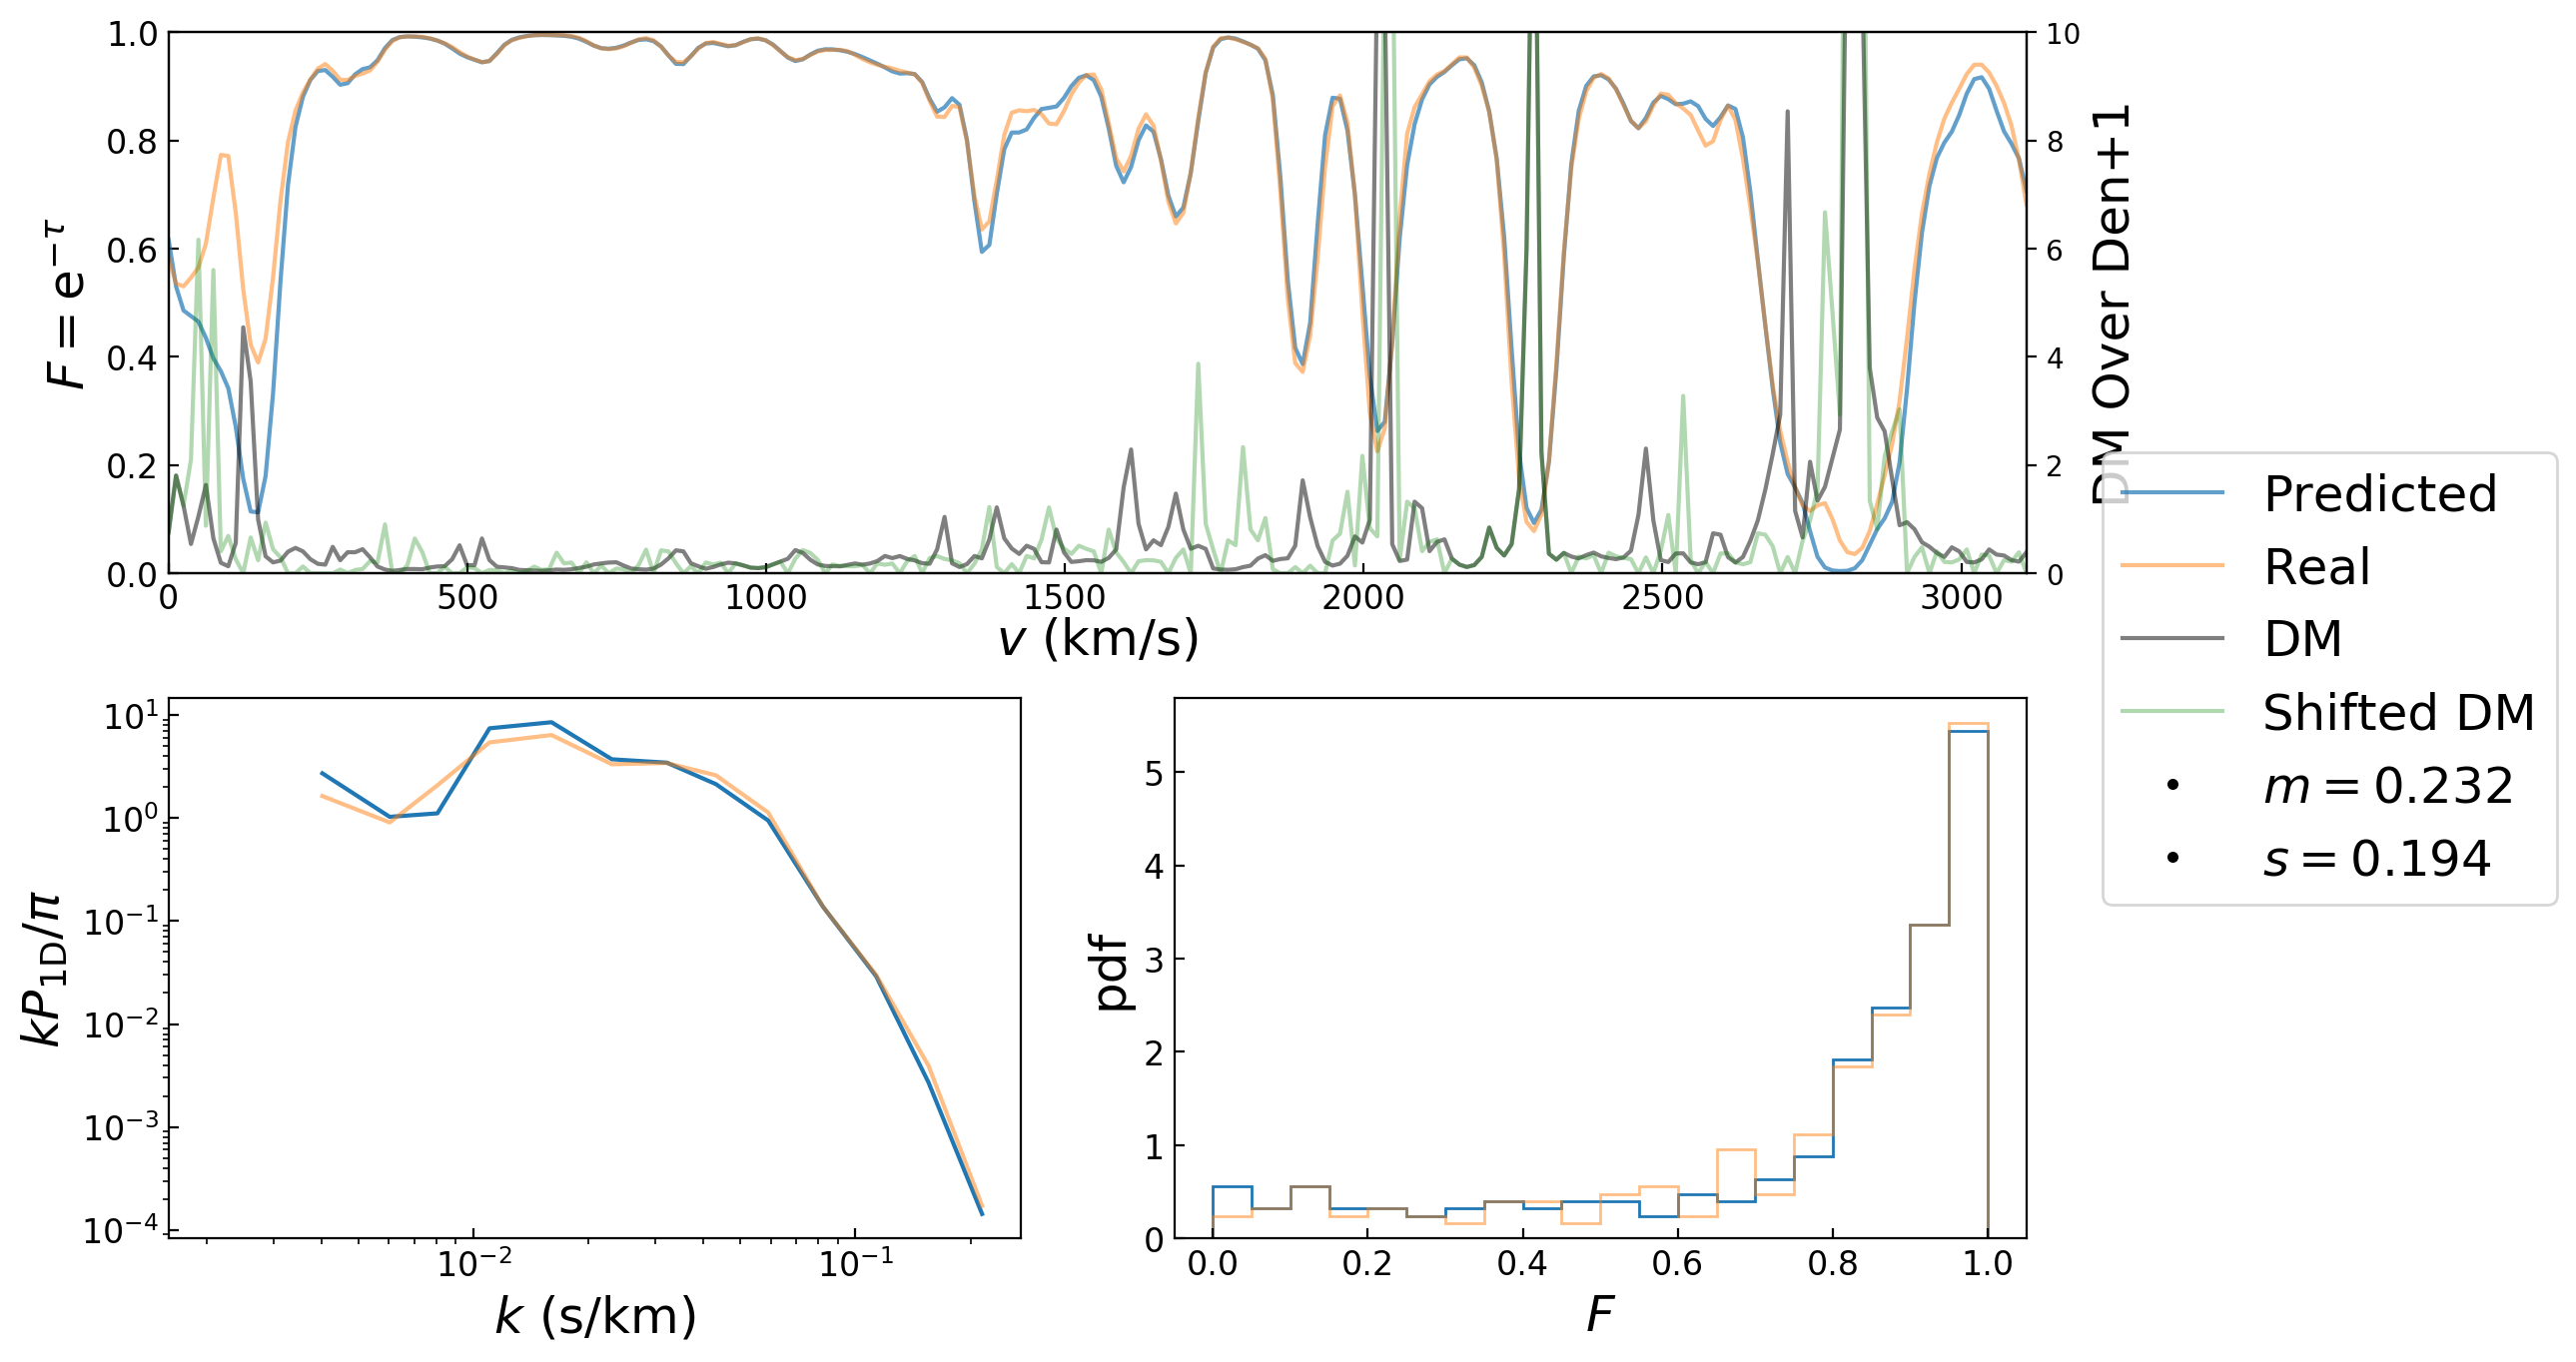 1.0
0.8
0.6
0.4
0.2
0.0
F = e^{-τ}
10
8
6
4
2
0
DM Over Den+1
0 500 1000 1500 2000 2500 3000
v (km/s)
Predicted
Real
DM
Shifted DM
m = 0.232
s = 0.194
10^1
10^0
10^{-1}
10^{-2}
10^{-3}
10^{-4}
kP_{1D}/π
10^{-2} 10^{-1}
k (s/km)
5
4
3
2
1
0
pdf
0.0 0.2 0.4 0.6 0.8 1.0
F